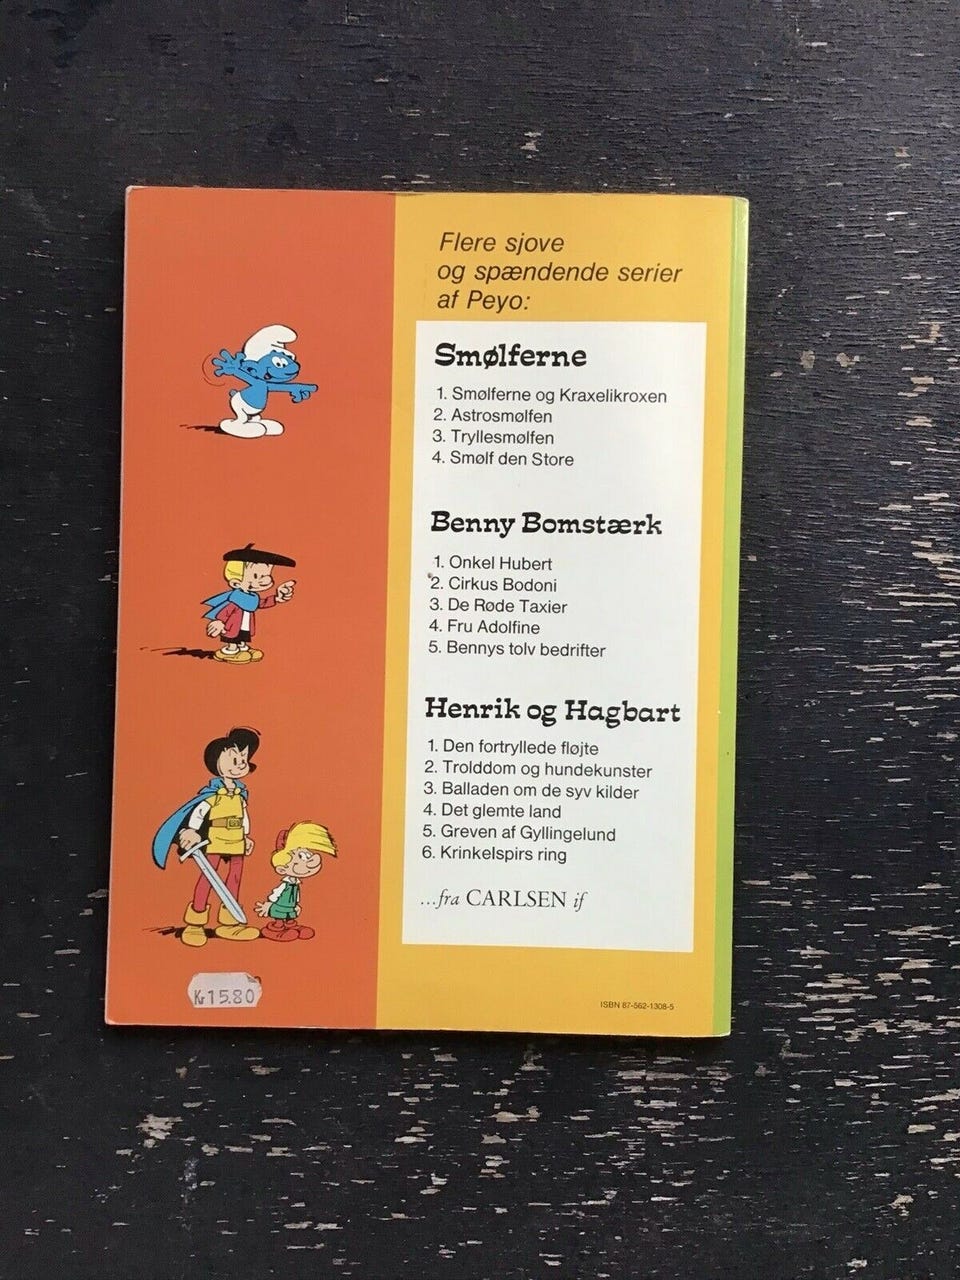 Flere sjove
og spændende serier
af Peyo:
Smølferne
1. Smølferne og Kraxelikroxen
2. Astrosmølfen
3. Tryllesmølfen
4. Smølf den Store
Benny Bomstærk
1. Onkel Hubert
2. Cirkus Bodoni
3. De Røde Taxier
4. Fru Adolfine
5. Bennys tolv bedrifter
Henrik og Hagbart
1. Den fortryllede fløjte
2. Trolddom og hundekunster
3. Balladen om de syv kilder
4. Det glemte land
5. Greven af Gyllingelund
6. Krinkelspirs ring
...fra CARLSEN if
Kr 15.80
ISBN 87-562-1308-5